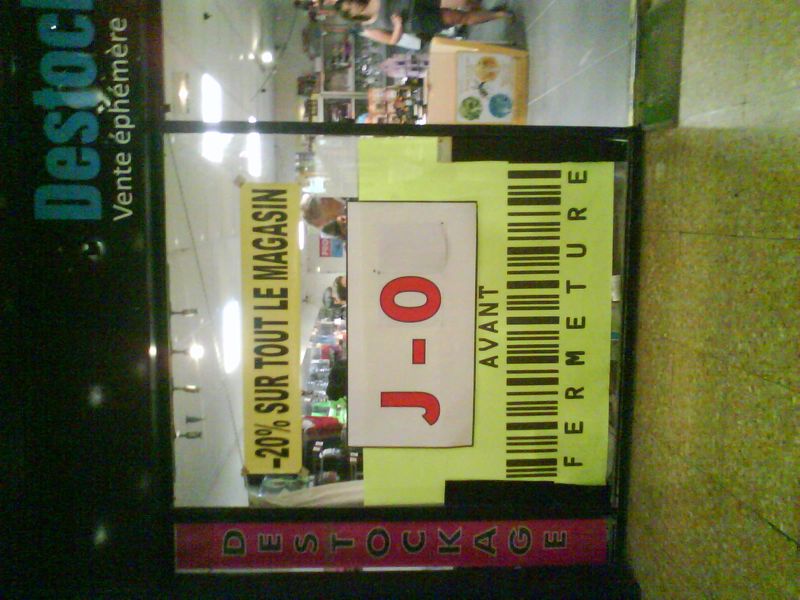 Destock
Vente éphémère
-20% SUR TOUT LE MAGASIN
J-0
AVANT
FERMETURE
DESTOCKAGE